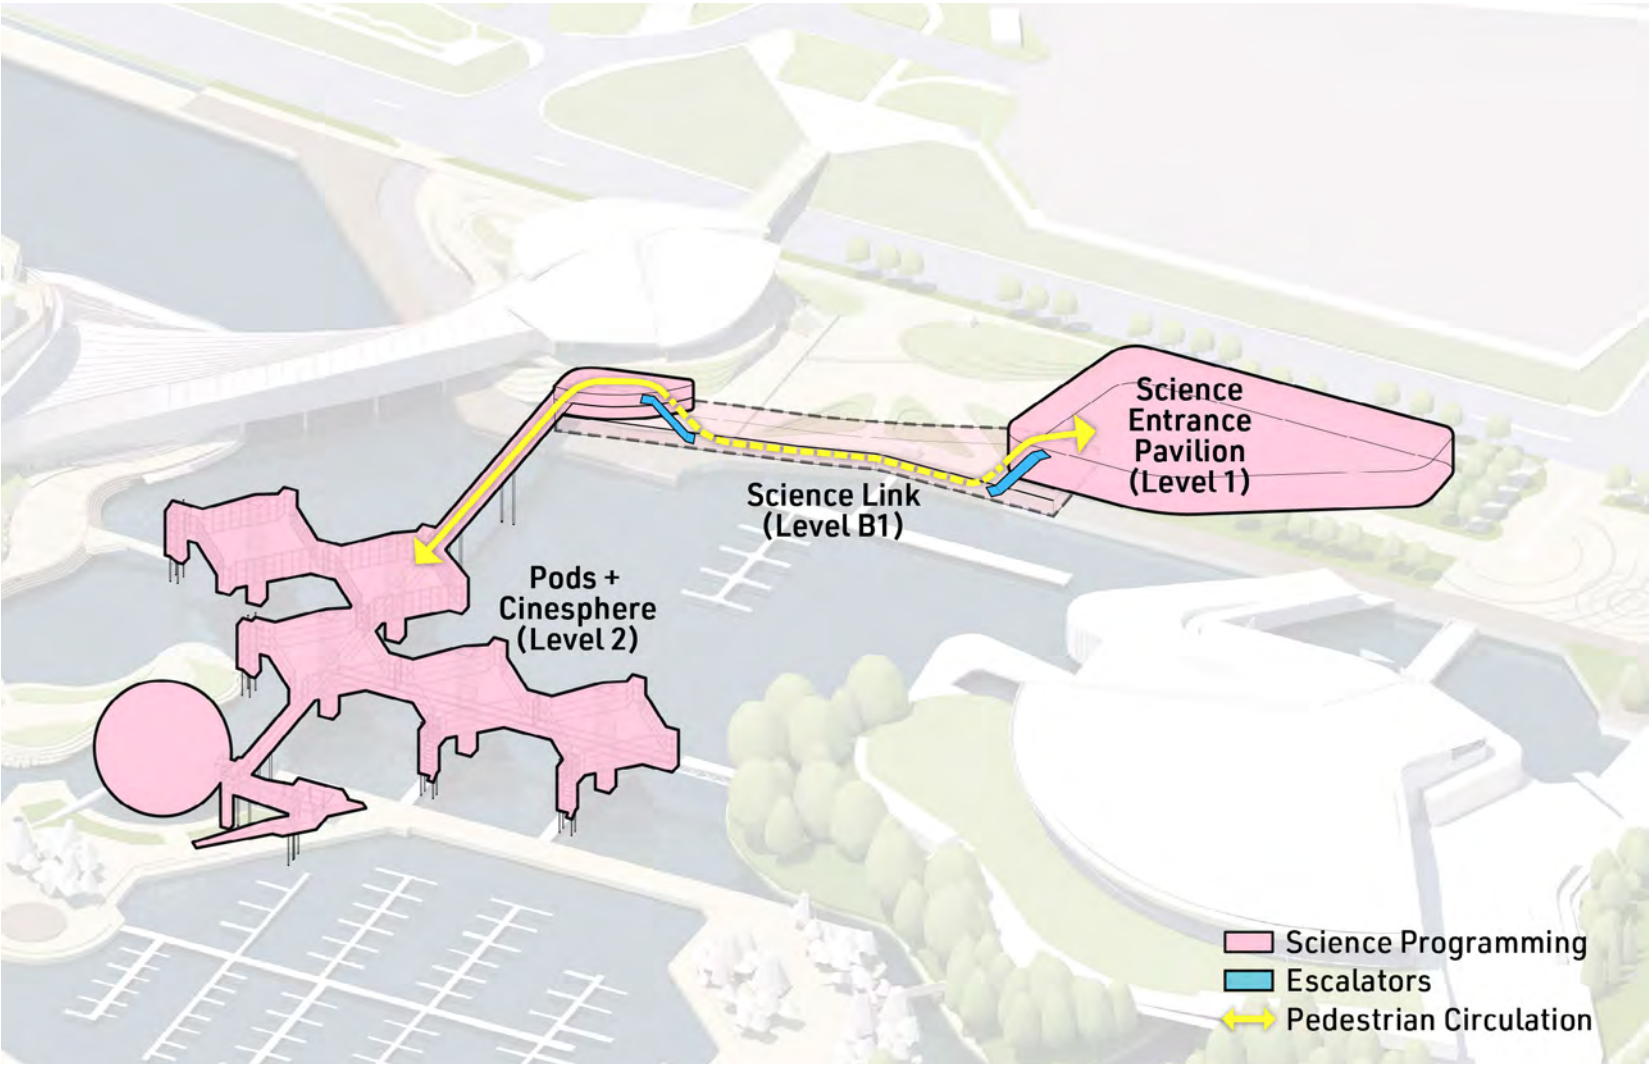 Science
Entrance
Pavilion
(Level 1)
Science Link
(Level B1)
Pods +
Cinesphere
(Level 2)
Science Programming
Escalators
Pedestrian Circulation